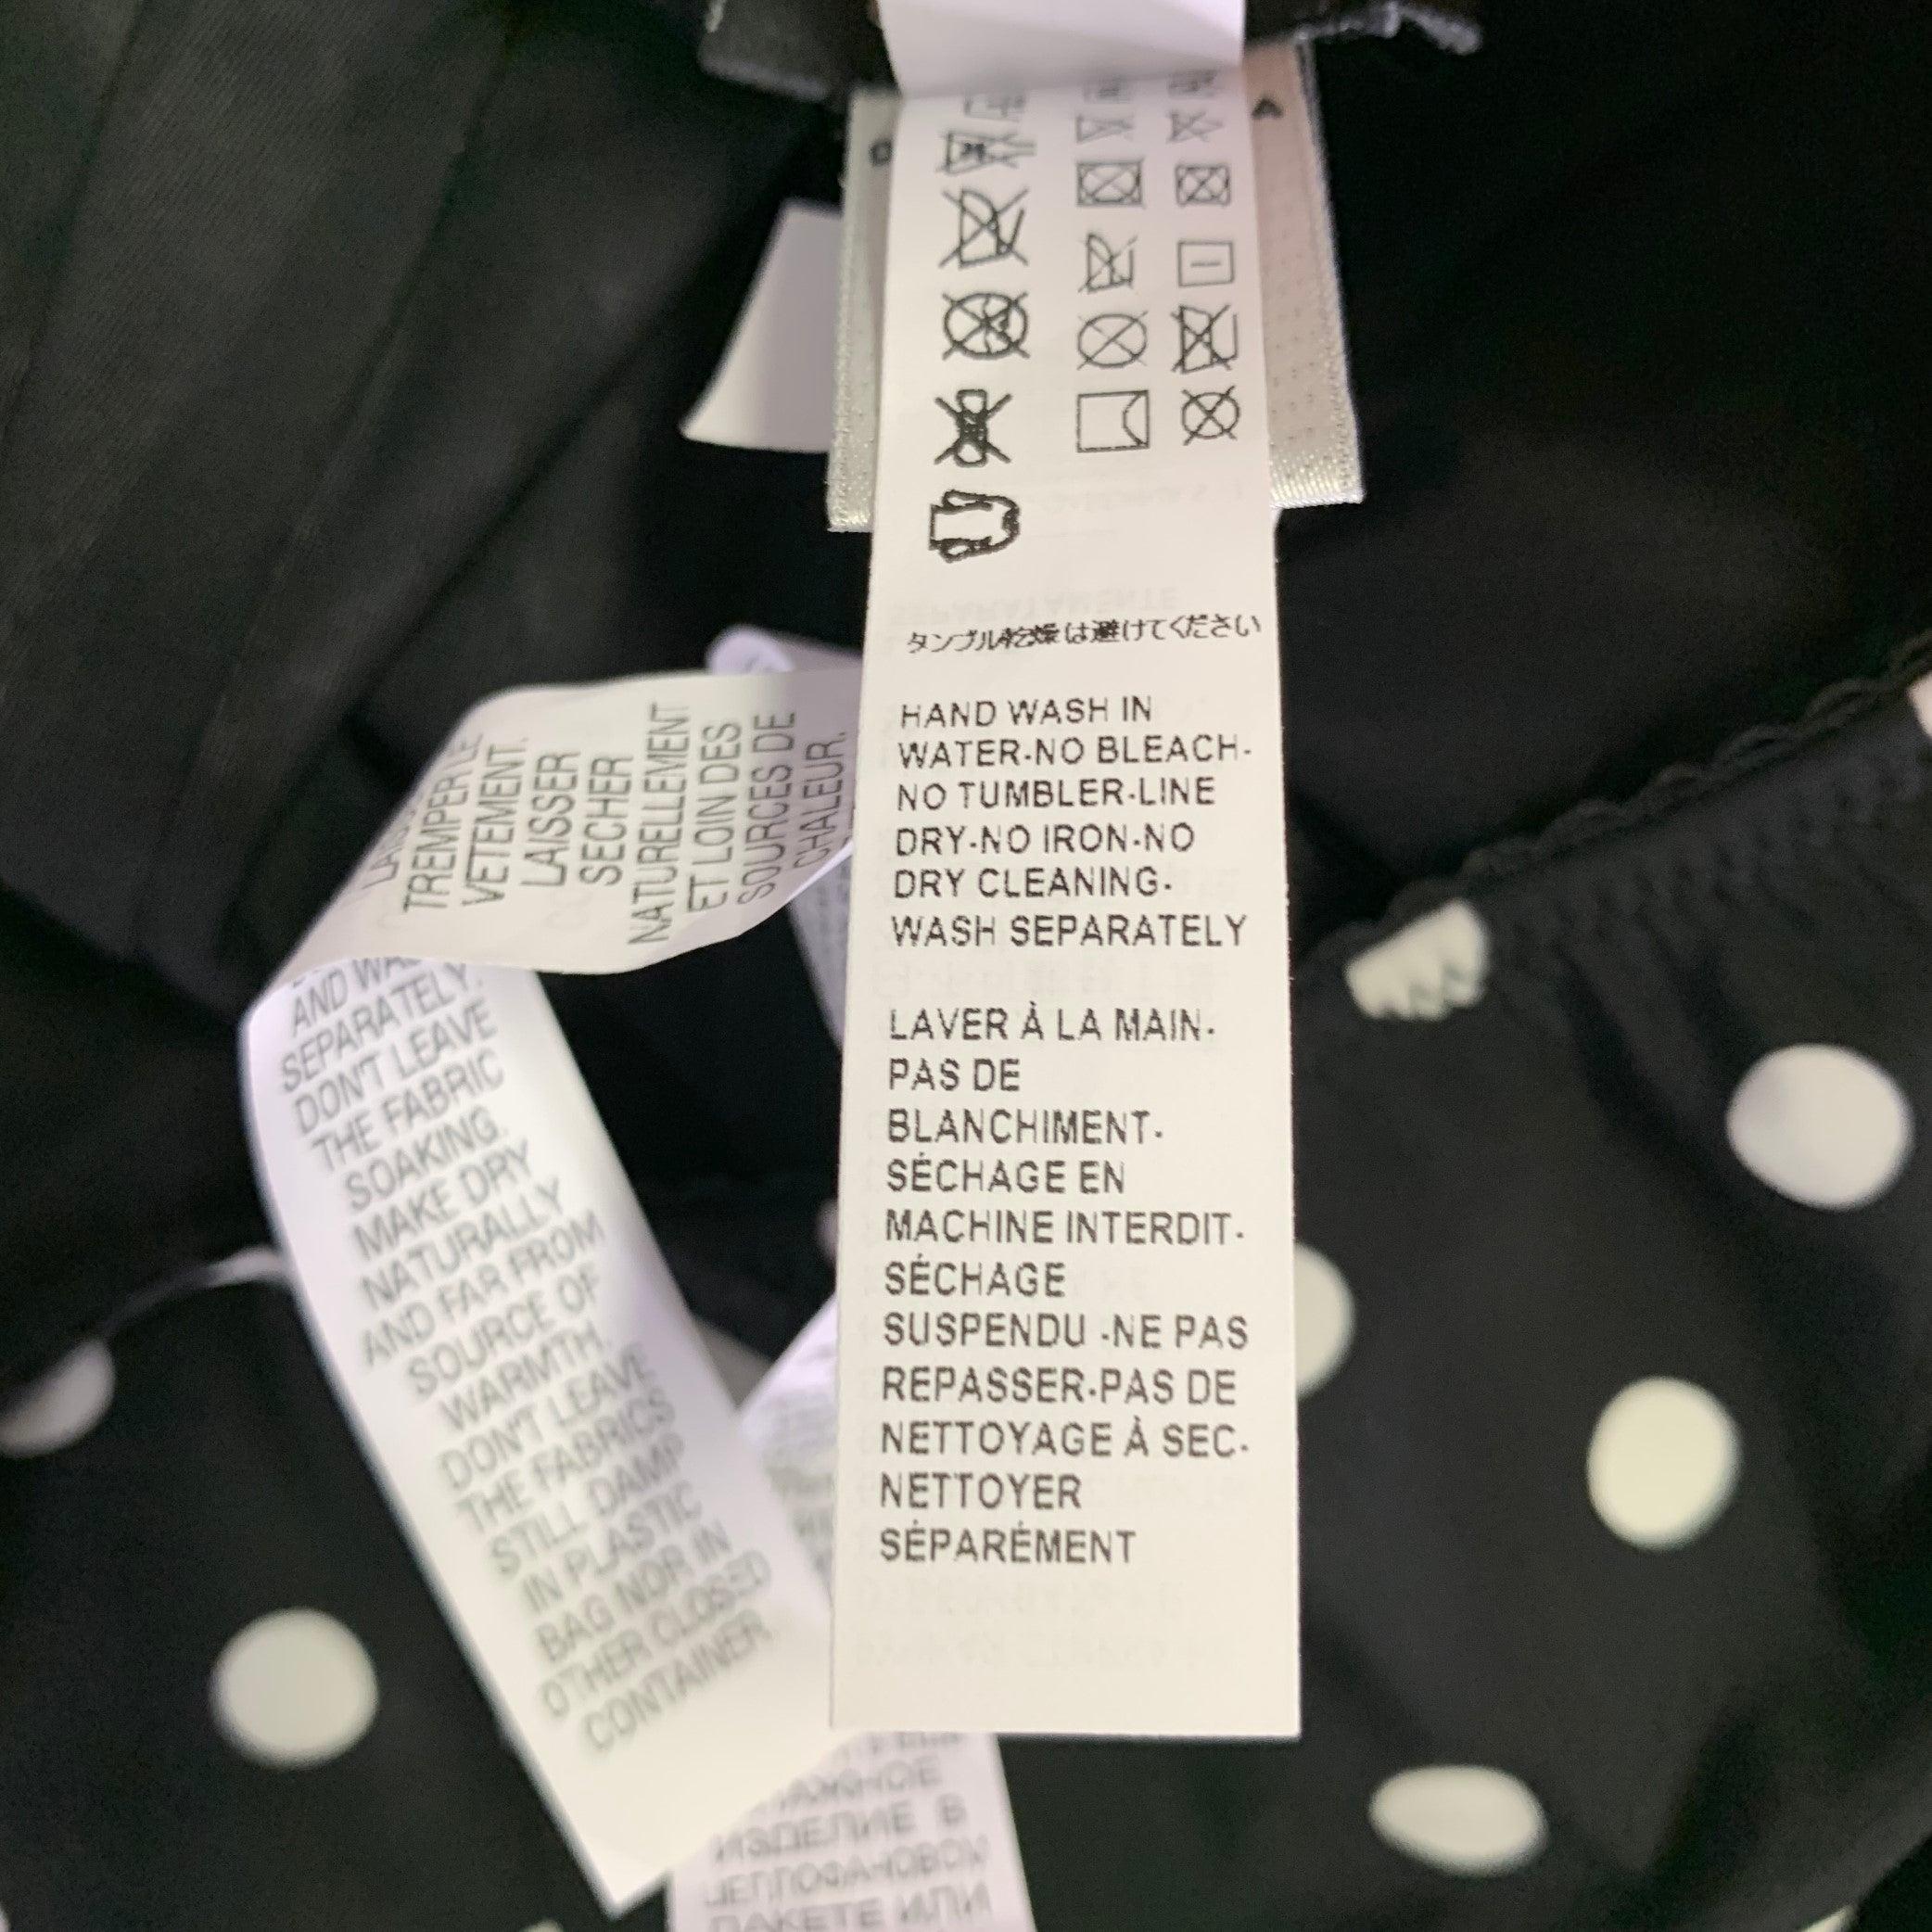 タンブル乾燥は避けてください
HAND WASH IN
WATER-NO BLEACH-
NO TUMBLER-LINE
DRY-NO IRON-NO
DRY CLEANING-
WASH SEPARATELY
LAVER À LA MAIN-
PAS DE
BLANCHIMENT-
SÉCHAGE EN
MACHINE INTERDIT-
SÉCHAGE
SUSPENDU -NE PAS
REPASSER-PAS DE
NETTOYAGE À SEC-
NETTOYER
SÉPARÉMENT
TREMPER LE
VETEMENT.
LAISSER
SECHER
NATURELLEMENT
ET LOIN DES
SOURCES DE
CHALEUR.
AND
SEPARATELY.
DON'T LEAVE
THE FABRIC
SOAKING.
MAKE DRY
NATURALLY
AND FAR FROM
SOURCE OF
WARMTH.
DON'T LEAVE
THE FABRICS
STILL DAMP
IN PLASTIC
BAG NOR IN
OTHER CLOSED
CONTAINER.
ИЗДЕЛИЕ В
ЦЕЛЛОФАНОВОМ
ПАКЕТЕ ИЛИ
A